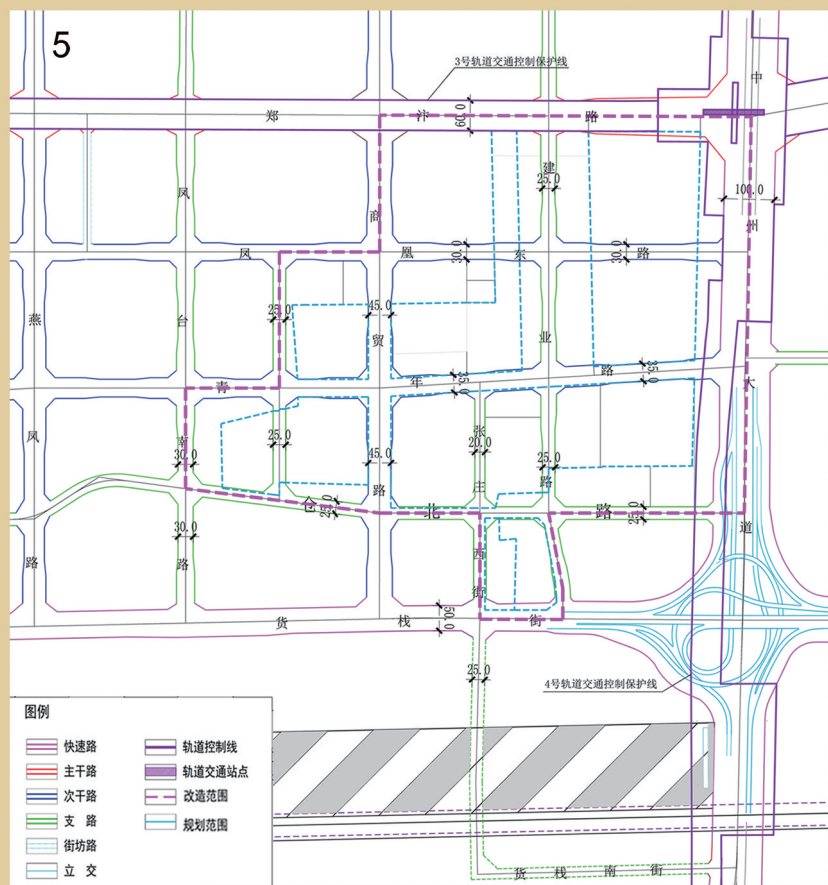 5
3号轨道交通控制保护线
中
郑 汴 路
60.0
建
25.0
凤
商
100.0
州
凤 凰 东 路
30.0
30.0
燕
台
25.0
45.0
贸
业
青 年 路
35.0
35.0
大
凤
南
30.0
25.0
45.0
张
20.0
庄
25.0
路
路
仓 北 路
25.0
25.0
道
路
30.0
路
西
街
货 栈 街
50.0
25.0
4号轨道交通控制保护线
图例
快速路
轨道控制线
主干路
轨道交通站点
次干路
改造范围
支 路
规划范围
街坊路
立 交
货 栈 南 街